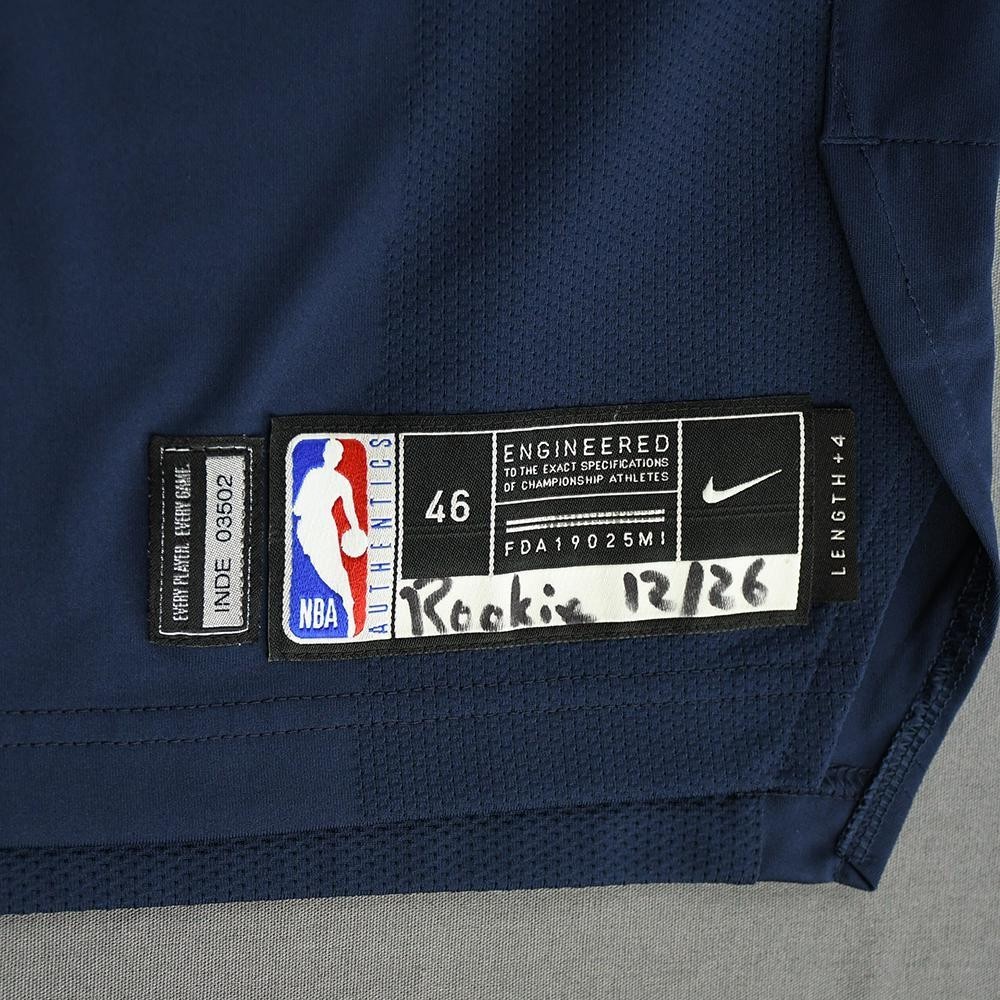 EVERY PLAYER. EVERY GAME.
INDE 03502
NBA
AUTHENTICS
46
ENGINEERED
TO THE EXACT SPECIFICATIONS
OF CHAMPIONSHIP ATHLETES
FDA19025MI
Rookie 12/26
LENGTH+4